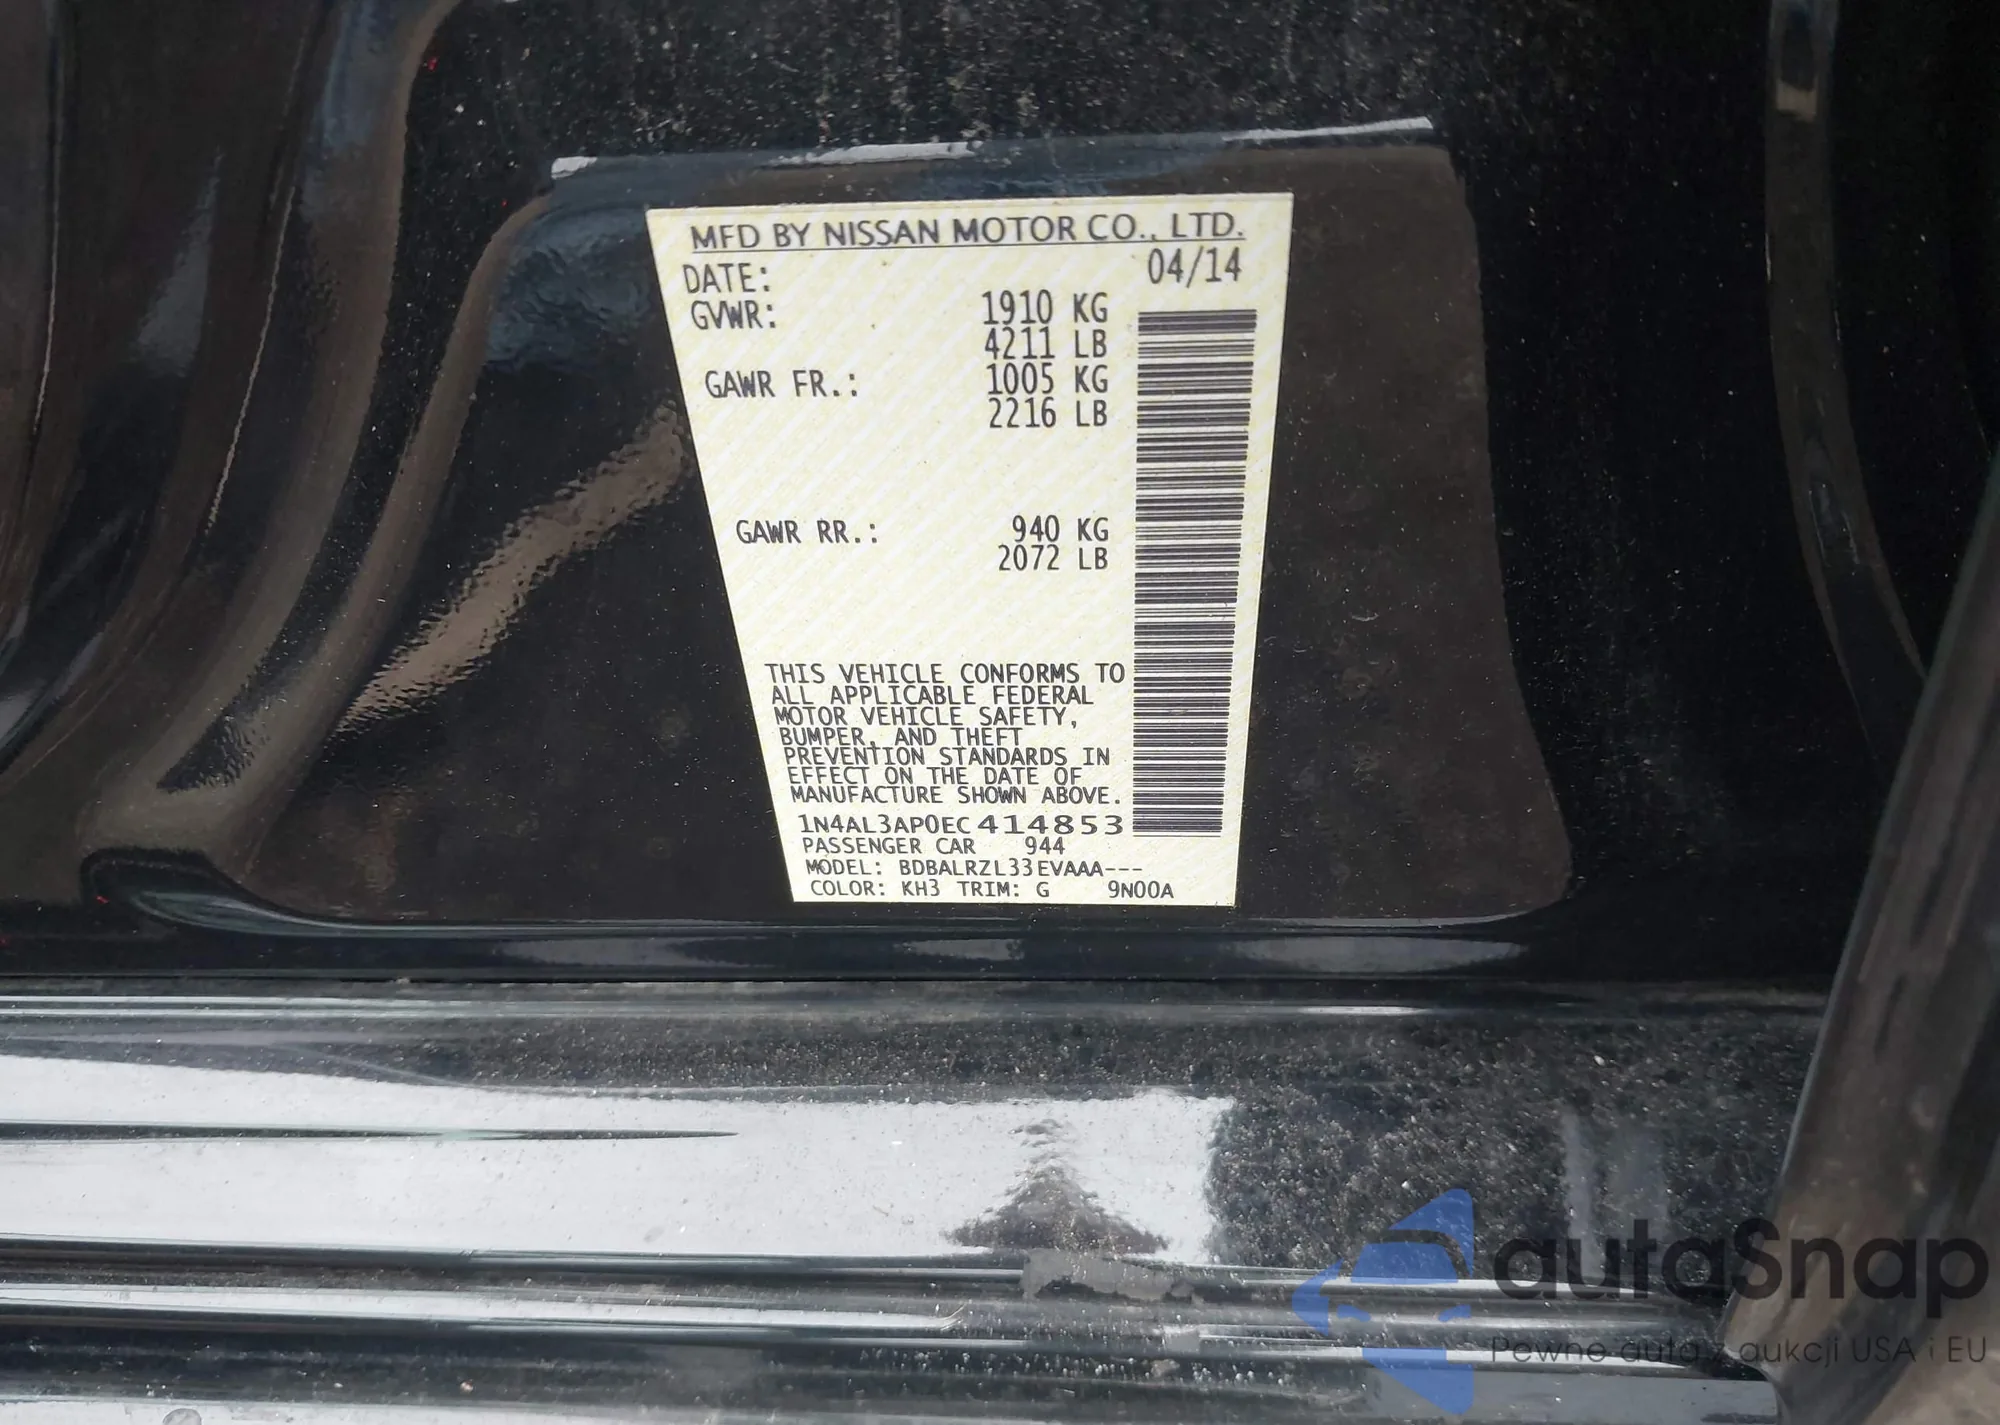 MFD BY NISSAN MOTOR CO., LTD.
DATE: 04/14
GVWR: 1910 KG
4211 LB
GAWR FR.: 1005 KG
2216 LB
GAWR RR.: 940 KG
2072 LB
THIS VEHICLE CONFORMS TO
ALL APPLICABLE FEDERAL
MOTOR VEHICLE SAFETY,
BUMPER, AND THEFT
PREVENTION STANDARDS IN
EFFECT ON THE DATE OF
MANUFACTURE SHOWN ABOVE.
1N4AL3AP0EC414853
PASSENGER CAR 944
MODEL: BDBALRZL33EVAAA---
COLOR: KH3 TRIM: G 9N00A
autaSnap
Pewne auta z aukcji USA i EU